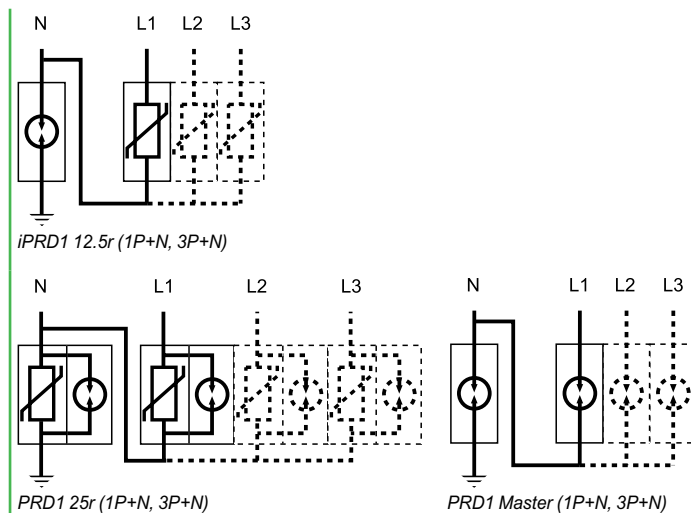 N L1 L2 L3
iPRD1 12.5r (1P+N, 3P+N)
N L1 L2 L3
PRD1 25r (1P+N, 3P+N)
N L1 L2 L3
PRD1 Master (1P+N, 3P+N)